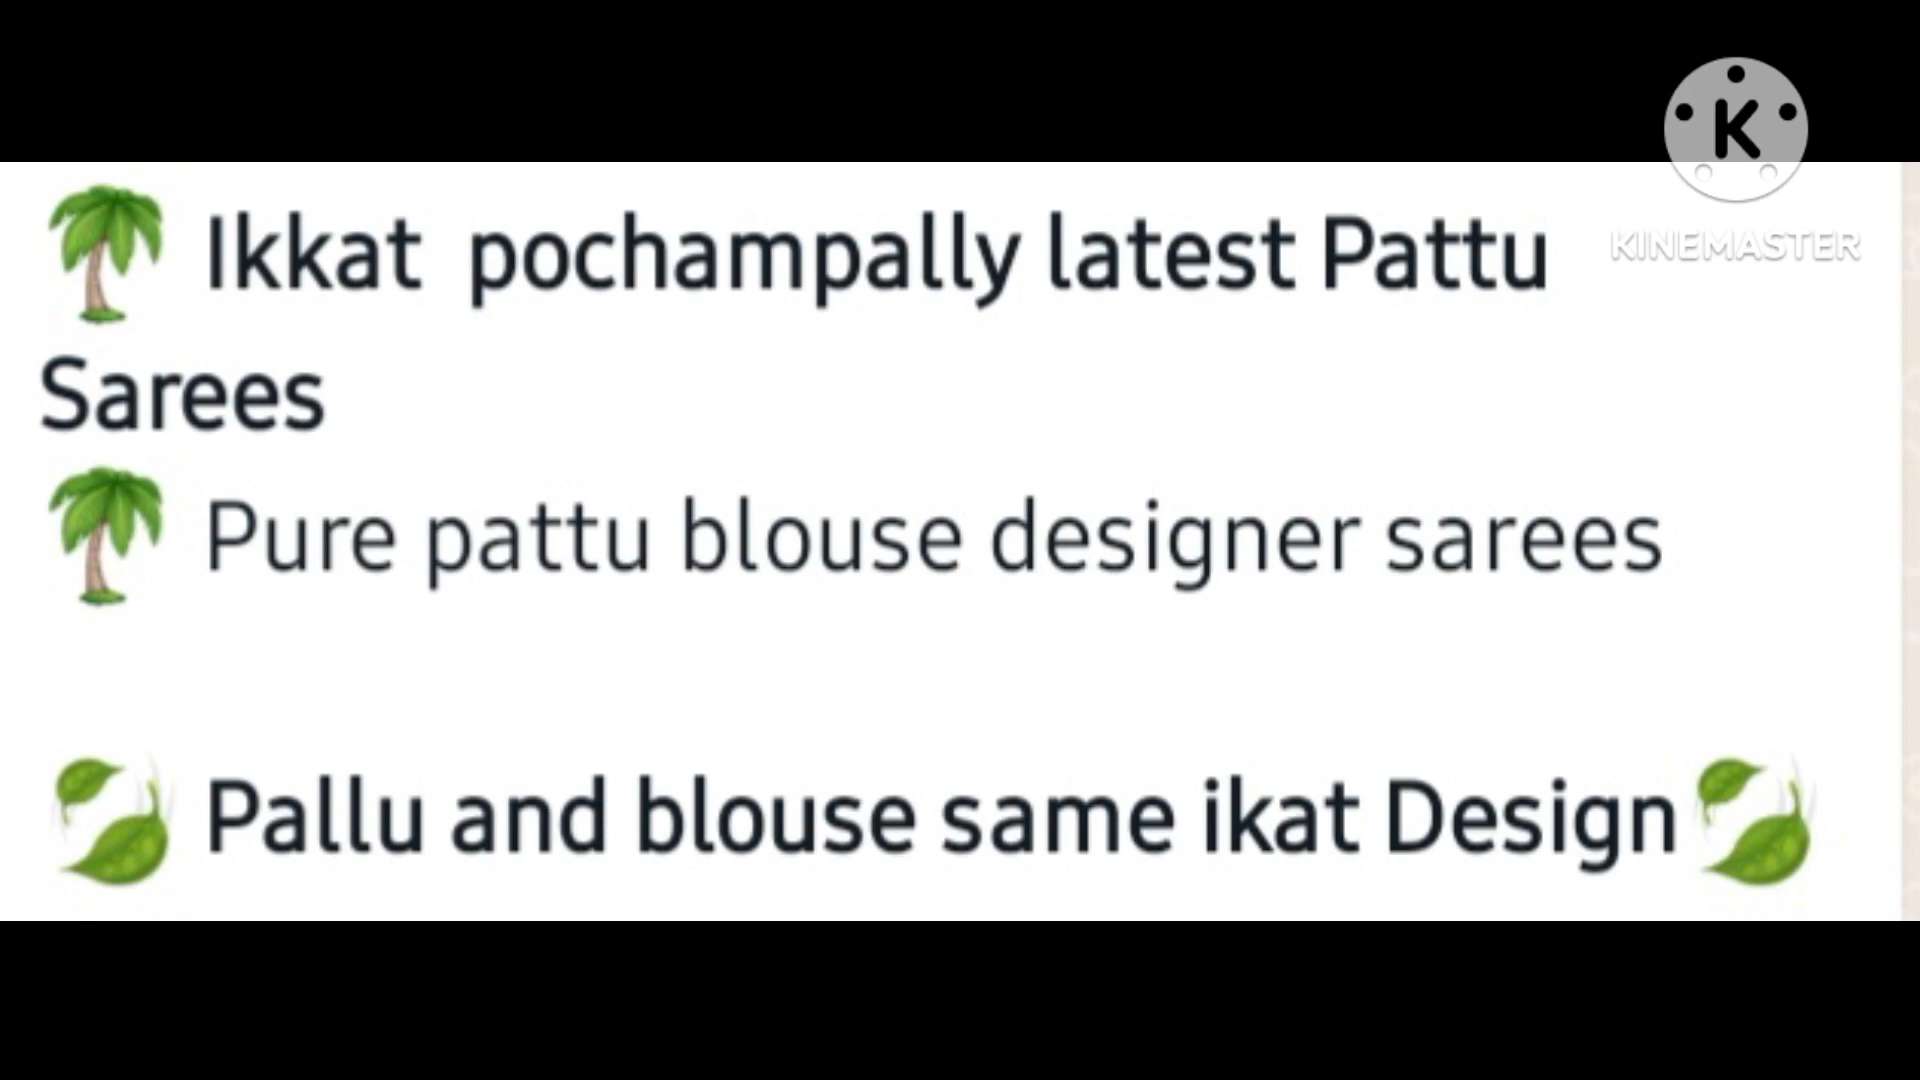 🌴 Ikkat  pochampally latest Pattu
Sarees
🌴 Pure pattu blouse designer sarees
🍃 Pallu and blouse same ikat Design🍃
K
KINEMASTER